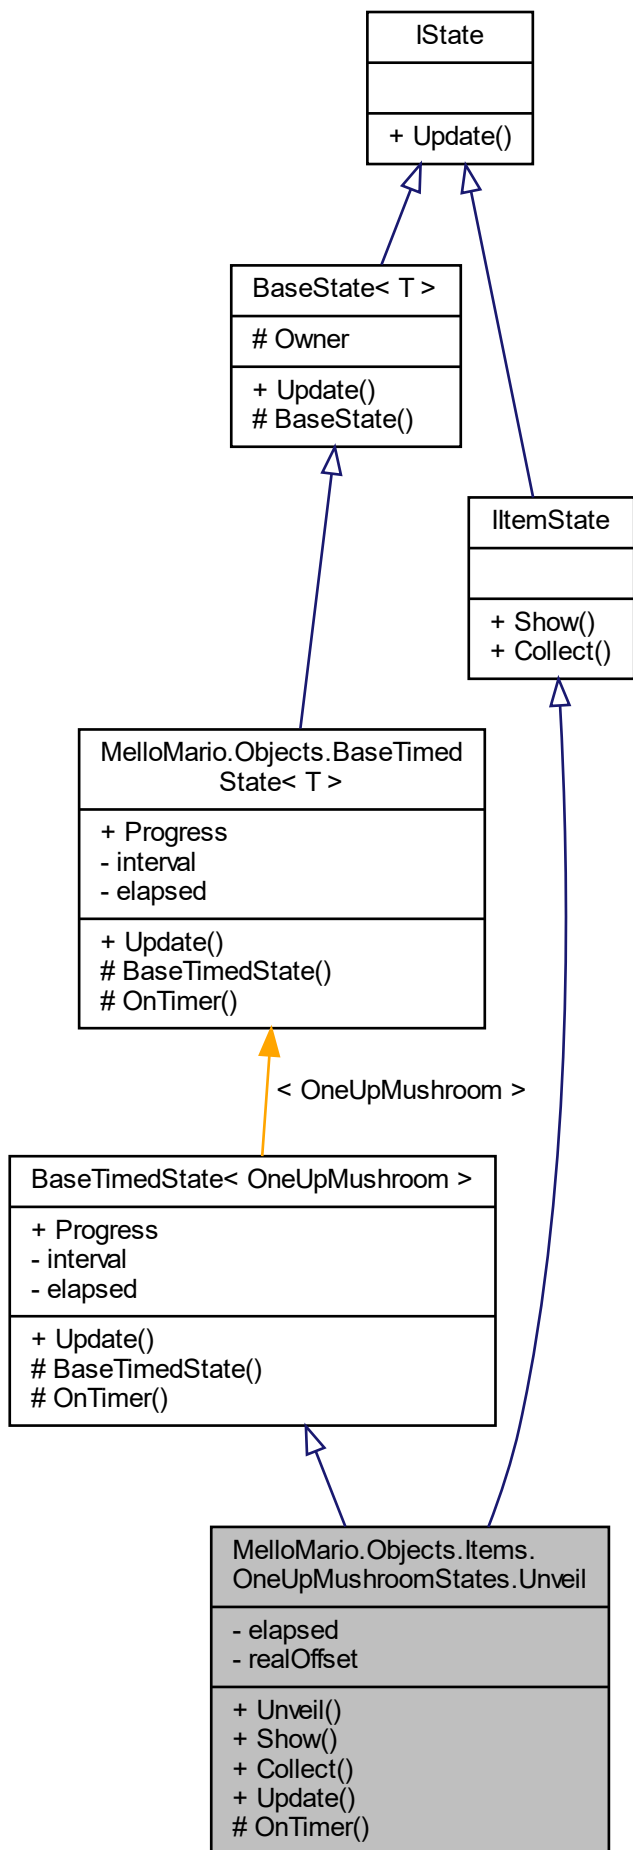 IState
+ Update()
BaseState< T >
# Owner
+ Update()
# BaseState()
IItemState
+ Show()
+ Collect()
MelloMario.Objects.BaseTimed
State< T >
+ Progress
- interval
- elapsed
+ Update()
# BaseTimedState()
# OnTimer()
< OneUpMushroom >
BaseTimedState< OneUpMushroom >
+ Progress
- interval
- elapsed
+ Update()
# BaseTimedState()
# OnTimer()
MelloMario.Objects.Items.
OneUpMushroomStates.Unveil
- elapsed
- realOffset
+ Unveil()
+ Show()
+ Collect()
+ Update()
# OnTimer()